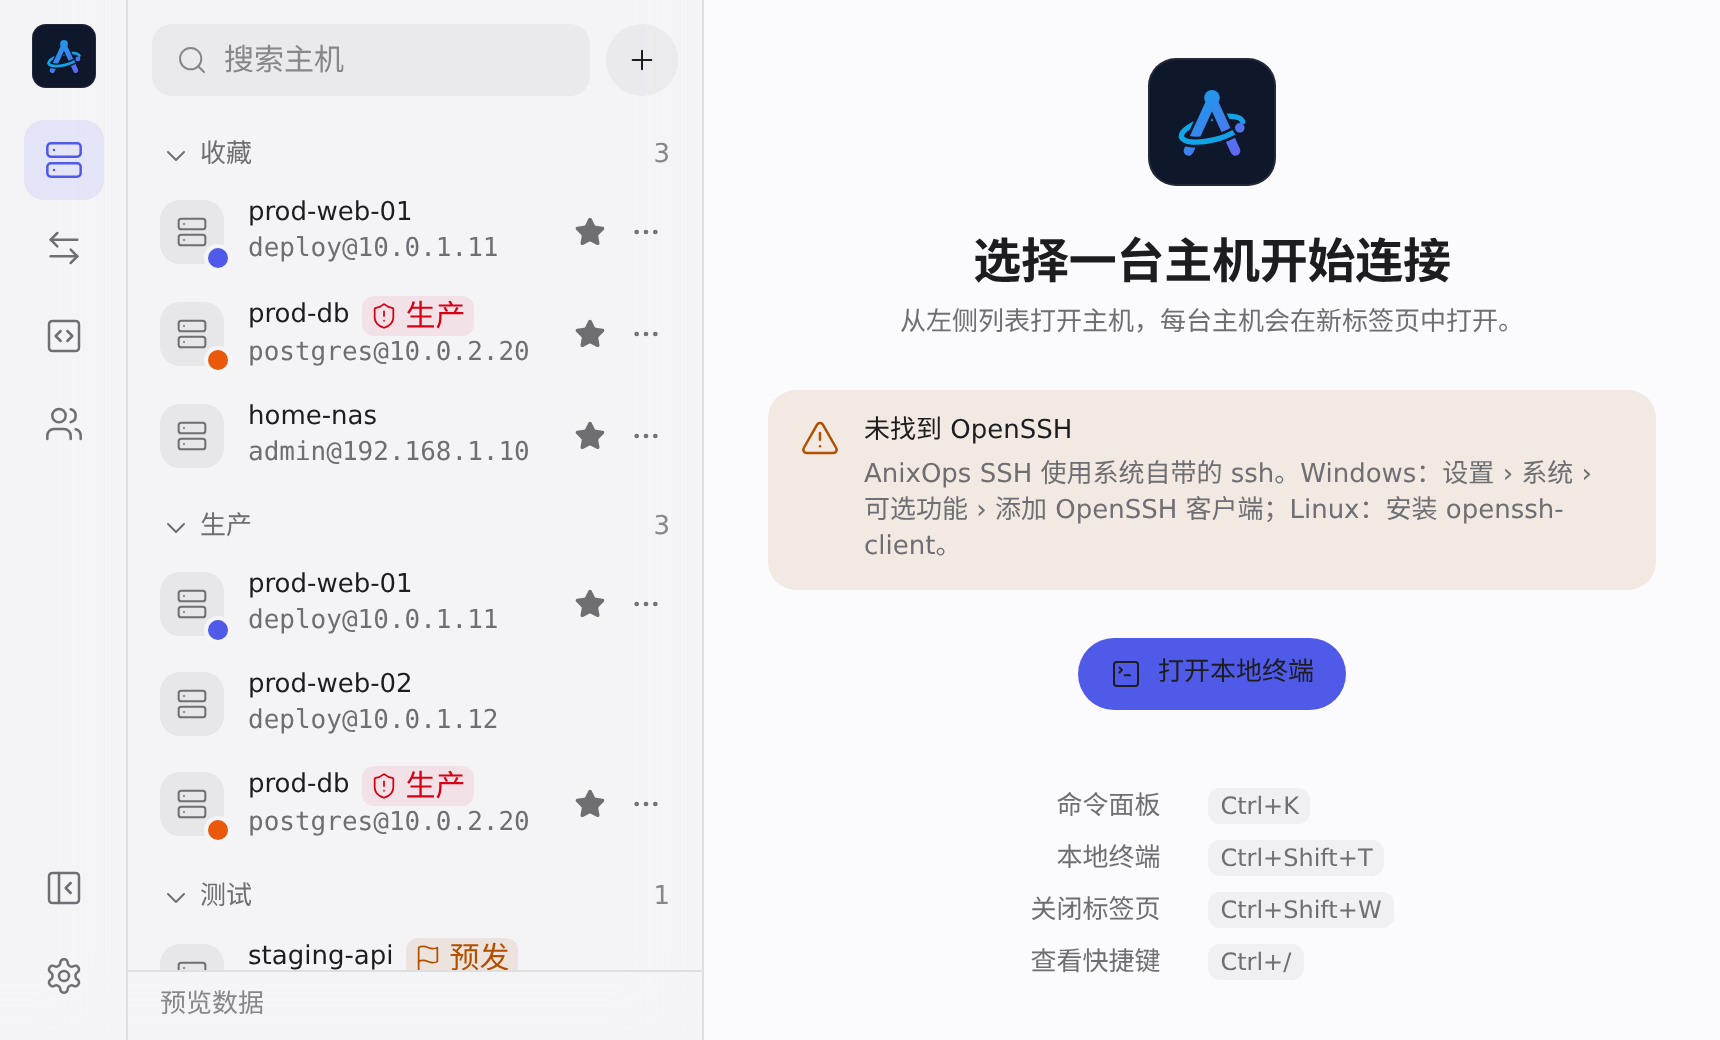 搜索主机
收藏 3
prod-web-01
deploy@10.0.1.11
prod-db 生产
postgres@10.0.2.20
home-nas
admin@192.168.1.10
生产 3
prod-web-01
deploy@10.0.1.11
prod-web-02
deploy@10.0.1.12
prod-db 生产
postgres@10.0.2.20
测试 1
staging-api 预发
预览数据
选择一台主机开始连接
从左侧列表打开主机，每台主机会在新标签页中打开。
未找到 OpenSSH
AnixOps SSH 使用系统自带的 ssh。Windows：设置 › 系统 ›
可选功能 › 添加 OpenSSH 客户端；Linux：安装 openssh-
client。
打开本地终端
命令面板 Ctrl+K
本地终端 Ctrl+Shift+T
关闭标签页 Ctrl+Shift+W
查看快捷键 Ctrl+/